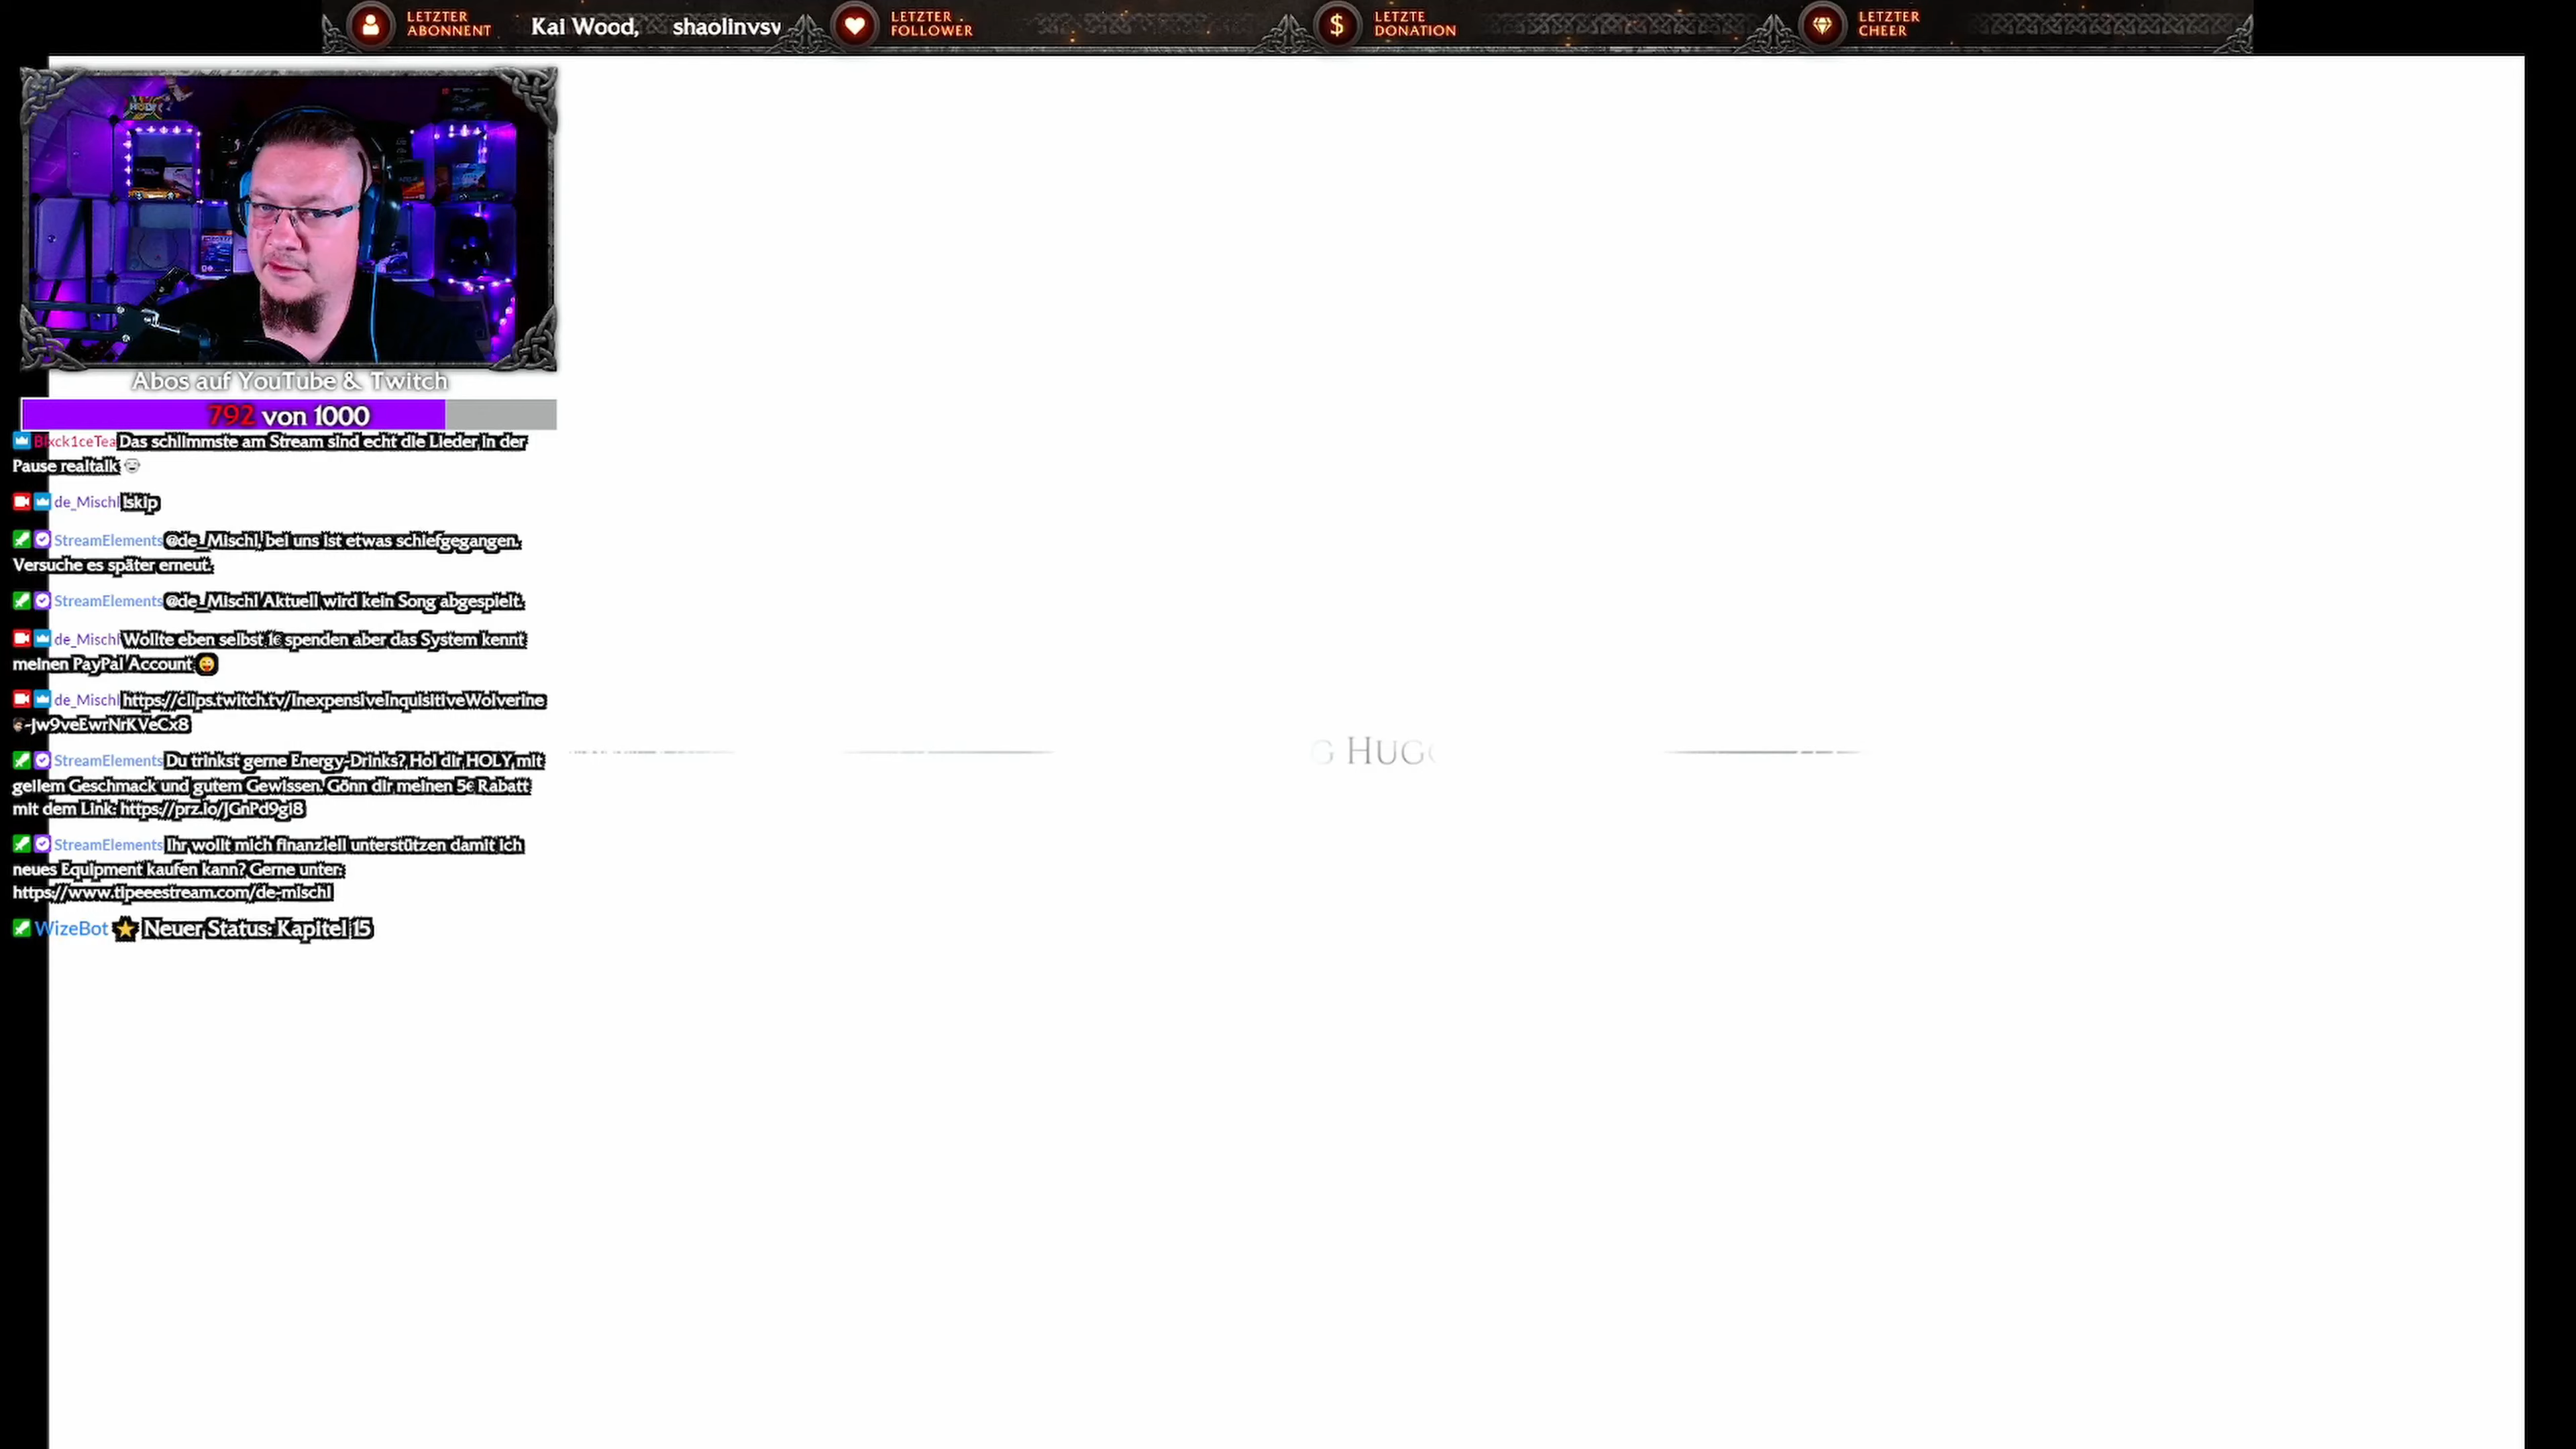 LETZTER
ABONNENT
Kai Wood, shaolinvsv
LETZTER
FOLLOWER
LETZTE
DONATION
LETZTER
CHEER
Abos auf YouTube & Twitch
792 von 1000
Blxck1ceTea Das schlimmste am Stream sind echt die Lieder in der
Pause realtalk
de_Mischl !skip
StreamElements @de_Mischl, bei uns ist etwas schiefgegangen.
Versuche es später erneut.
StreamElements @de_Mischl Aktuell wird kein Song abgespielt.
de_Mischl Wollte eben selbst 1€ spenden aber das System kennt
meinen PayPal Account
de_Mischl https://clips.twitch.tv/InexpensiveInquisitiveWolverine
-Jw9veEwrNrKVeCx8
StreamElements Du trinkst gerne Energy-Drinks? Hol dir HOLY mit
geilem Geschmack und gutem Gewissen. Gönn dir meinen 5€ Rabatt
mit dem Link: https://prz.io/JGnPd9gl8
StreamElements Ihr wollt mich finanziell unterstützen damit ich
neues Equipment kaufen kann? Gerne unter:
https://www.tipeeestream.com/de-mischl
WizeBot Neuer Status: Kapitel 15
G HUG